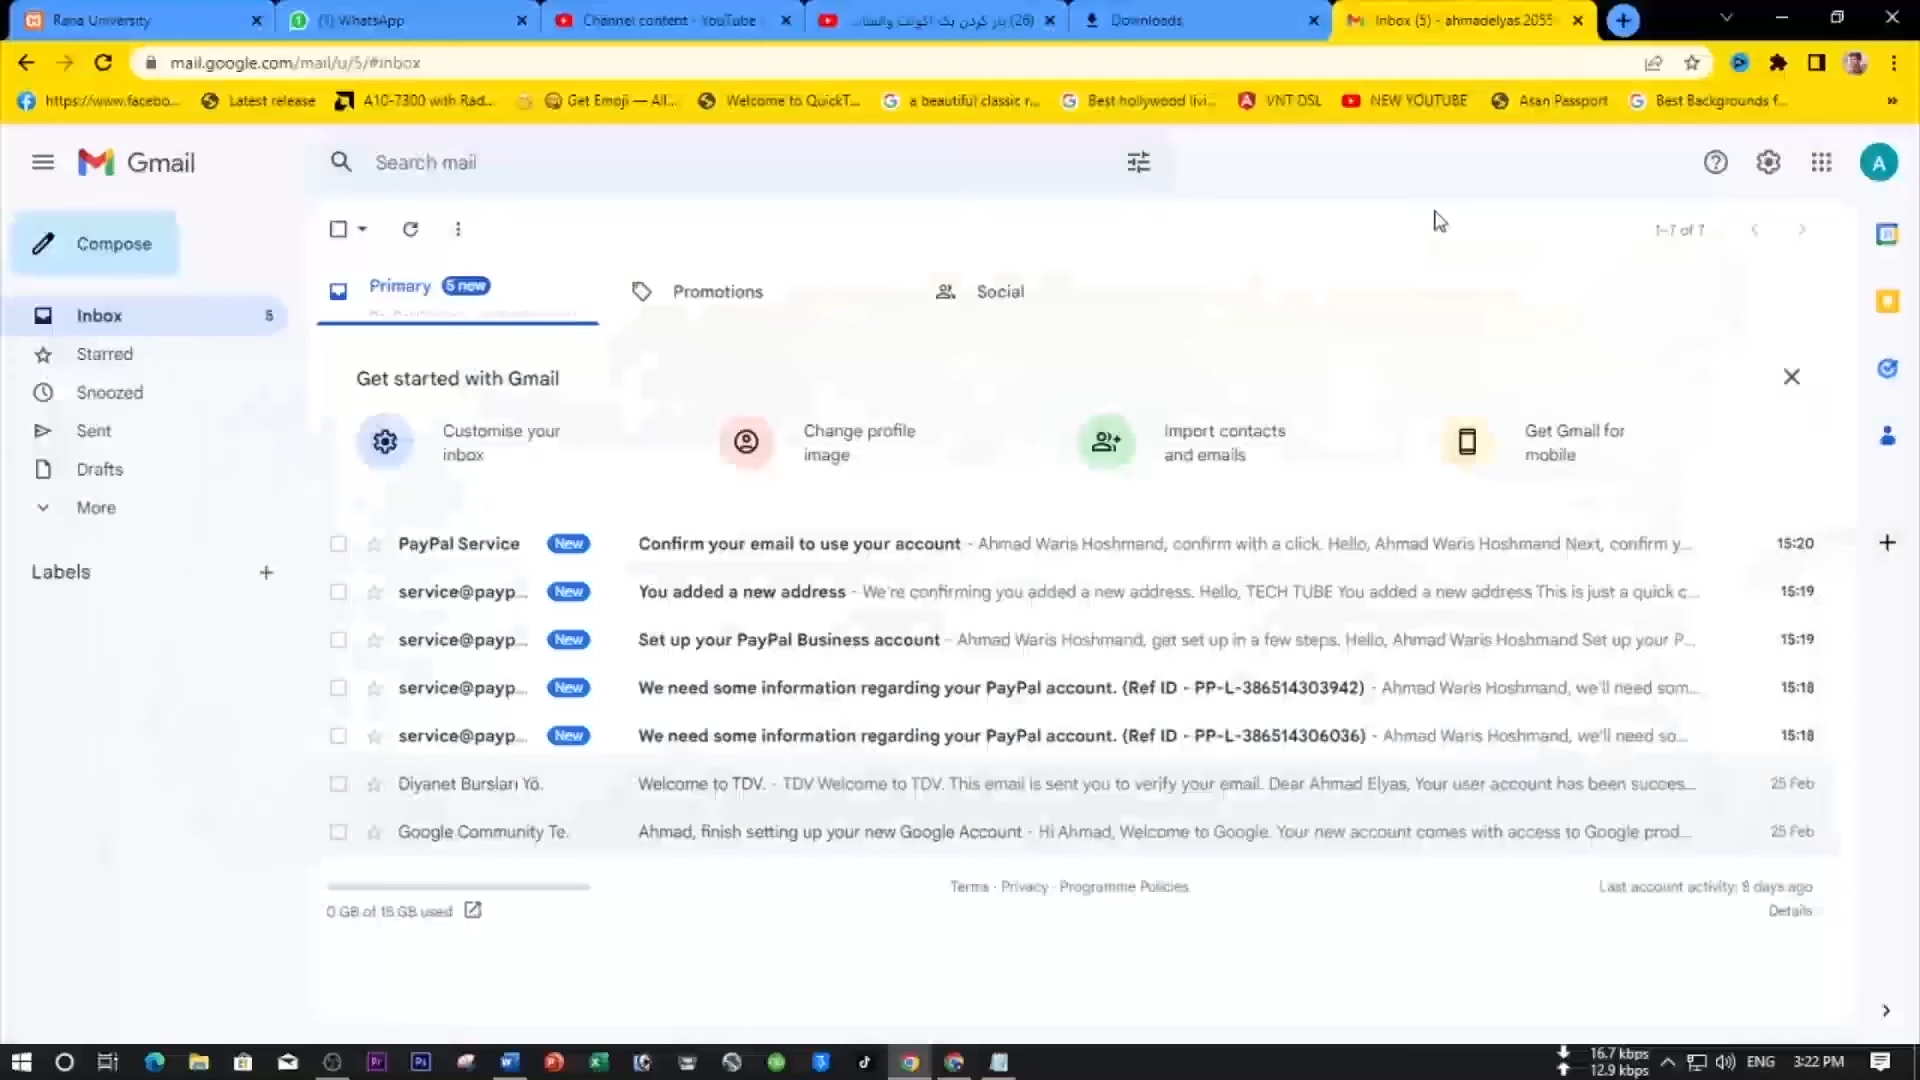 Rana University
(1) WhatsApp
Channel content - YouTube
(26) باز کردن یک اکونت واتسا...
Downloads
Inbox (5) - ahmadelyas.2055
mail.google.com/mail/u/5/#inbox
https://www.facebo...
Latest release
A10-7300 with Rad...
Get Emoji — All...
Welcome to QuickT...
a beautiful classic r...
Best hollywood livi...
VNT DSL
NEW YOUTUBE
Asan Passport
Best Backgrounds f...
»
Gmail
Search mail
A
Compose
1–7 of 7
Primary 5 new
Promotions
Social
Inbox 5
Starred
Snoozed
Sent
Drafts
More
Labels
Get started with Gmail
Customise your
inbox
Change profile
image
Import contacts
and emails
Get Gmail for
mobile
PayPal Service New Confirm your email to use your account - Ahmad Waris Hoshmand, confirm with a click. Hello, Ahmad Waris Hoshmand Next, confirm y... 15:20
service@payp... New You added a new address - We're confirming you added a new address. Hello, TECH TUBE You added a new address This is just a quick c... 15:19
service@payp... New Set up your PayPal Business account - Ahmad Waris Hoshmand, get set up in a few steps. Hello, Ahmad Waris Hoshmand Set up your P... 15:19
service@payp... New We need some information regarding your PayPal account. (Ref ID - PP-L-386514303942) - Ahmad Waris Hoshmand, we'll need som... 15:18
service@payp... New We need some information regarding your PayPal account. (Ref ID - PP-L-386514306036) - Ahmad Waris Hoshmand, we'll need so... 15:18
Diyanet Bursları Yö. Welcome to TDV. - TDV Welcome to TDV. This email is sent you to verify your email. Dear Ahmad Elyas, Your user account has been succes... 25 Feb
Google Community Te. Ahmad, finish setting up your new Google Account - Hi Ahmad, Welcome to Google. Your new account comes with access to Google prod... 25 Feb
0 GB of 15 GB used
Terms · Privacy · Programme Policies
Last account activity: 8 days ago
Details
16.7 kbps
12.9 kbps
ENG
3:22 PM